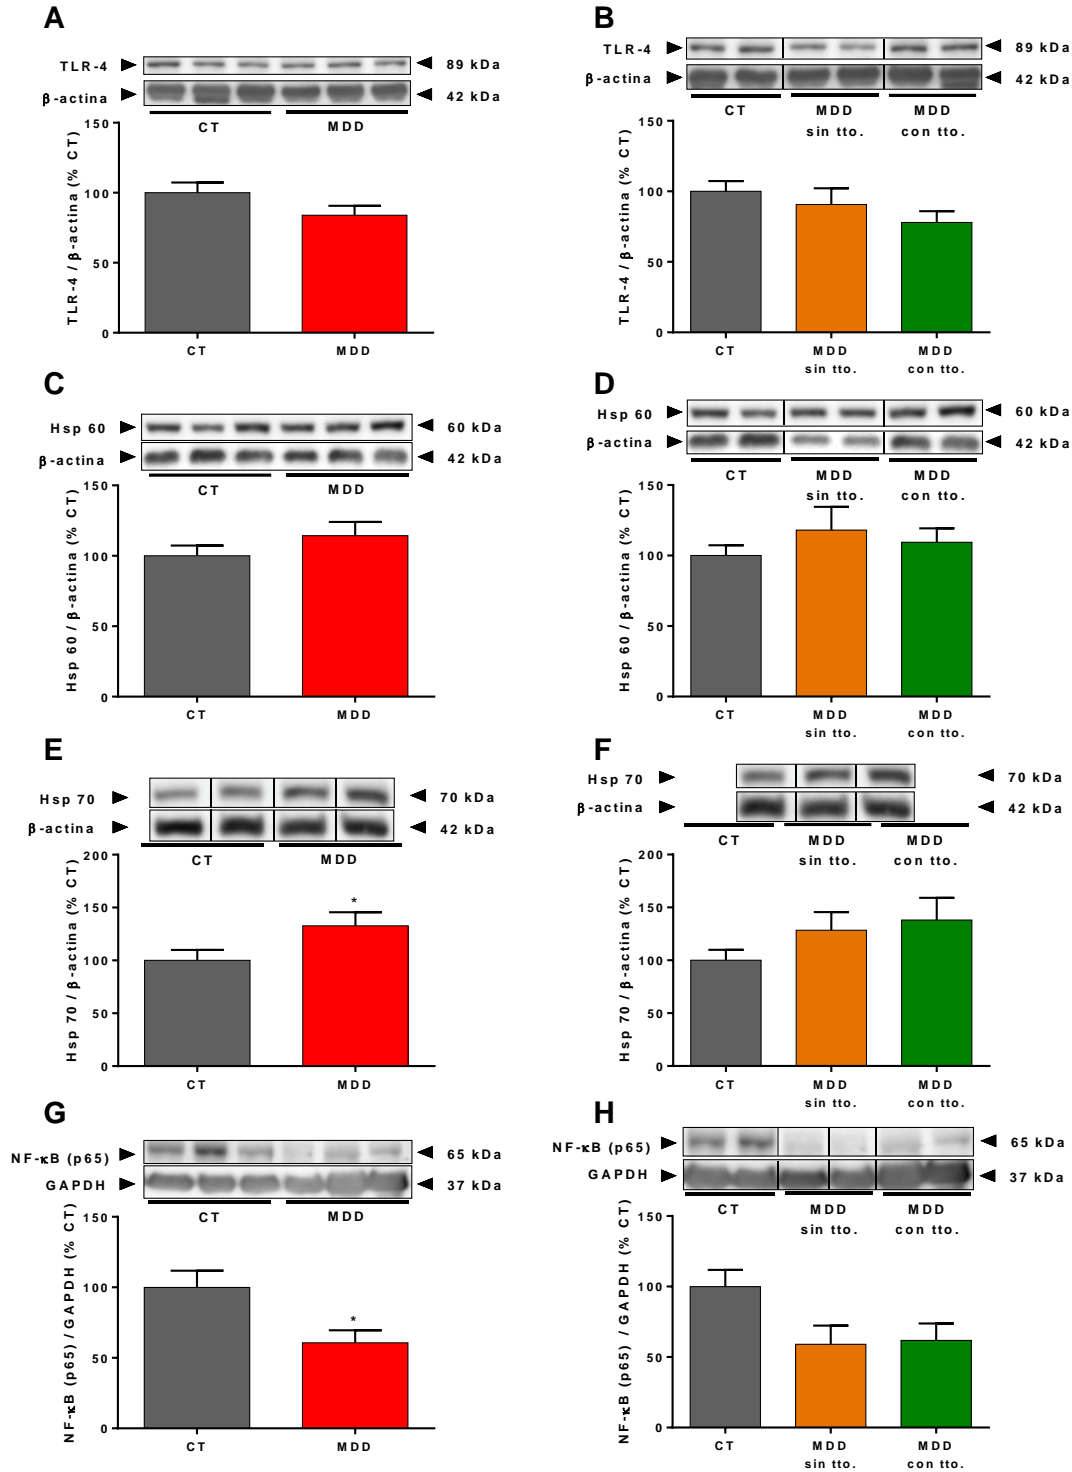 A
TLR-4 89 kDa
β-actina 42 kDa
CT MDD
TLR-4 / β-actina (% CT)
150
100
50
0
CT MDD
B
TLR-4 89 kDa
β-actina 42 kDa
CT MDD MDD
sin tto. con tto.
TLR-4 / β-actina (% CT)
150
100
50
0
CT MDD MDD
sin tto. con tto.
C
Hsp 60 60 kDa
β-actina 42 kDa
CT MDD
Hsp 60 / β-actina (% CT)
150
100
50
0
CT MDD
D
Hsp 60 60 kDa
β-actina 42 kDa
CT MDD MDD
sin tto. con tto.
Hsp 60 / β-actina (% CT)
150
100
50
0
CT MDD MDD
sin tto. con tto.
E
Hsp 70 70 kDa
β-actina 42 kDa
CT MDD
Hsp 70 / β-actina (% CT)
200
150
100
50
0
*
CT MDD
F
Hsp 70 70 kDa
β-actina 42 kDa
CT MDD MDD
sin tto. con tto.
Hsp 70 / β-actina (% CT)
200
150
100
50
0
CT MDD MDD
sin tto. con tto.
G
NF-κB (p65) 65 kDa
GAPDH 37 kDa
CT MDD
NF-κB (p65) / GAPDH (% CT)
150
100
50
0
*
CT MDD
H
NF-κB (p65) 65 kDa
GAPDH 37 kDa
CT MDD MDD
sin tto. con tto.
NF-κB (p65) / GAPDH (% CT)
150
100
50
0
CT MDD MDD
sin tto. con tto.